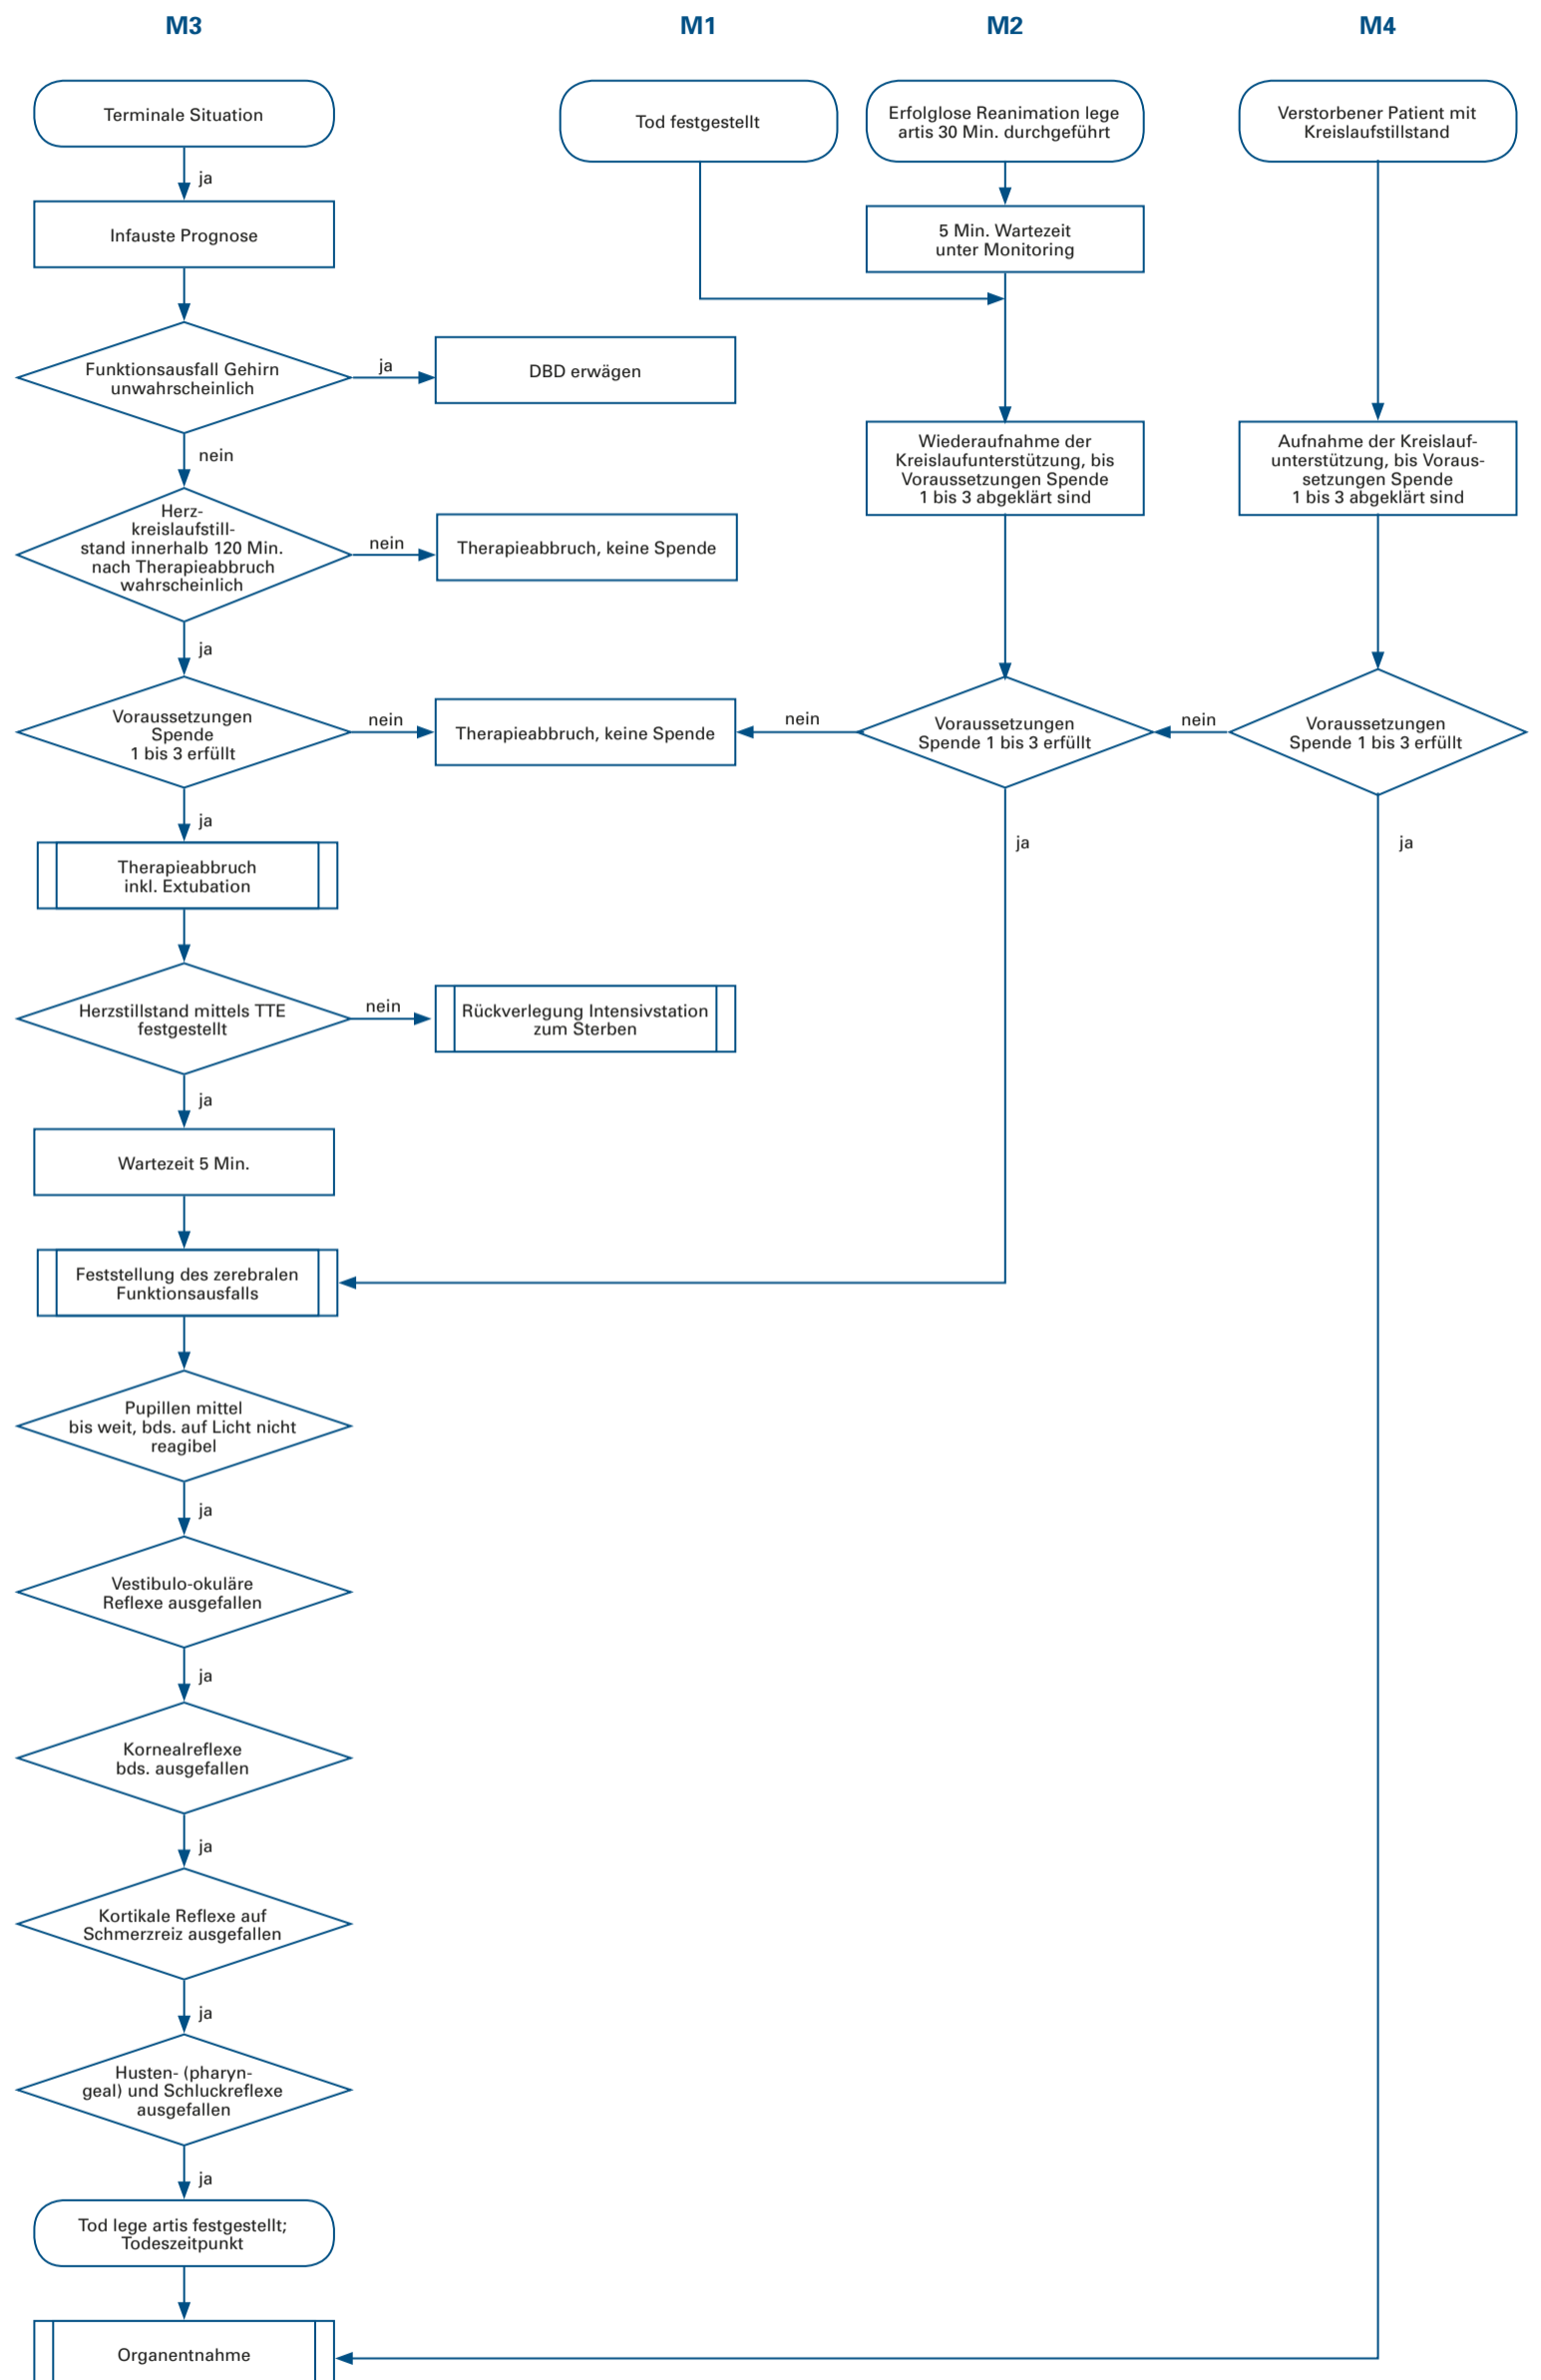 M3
M1
M2
M4
Terminale Situation
Tod festgestellt
Erfolglose Reanimation lege
artis 30 Min. durchgeführt
Verstorbener Patient mit
Kreislaufstillstand
ja
Infauste Prognose
5 Min. Wartezeit
unter Monitoring
Funktionsausfall Gehirn
unwahrscheinlich
ja
DBD erwägen
nein
Wiederaufnahme der
Kreislaufunterstützung, bis
Voraussetzungen Spende
1 bis 3 abgeklärt sind
Aufnahme der Kreislauf-
unterstützung, bis Voraus-
setzungen Spende
1 bis 3 abgeklärt sind
Herz-
kreislaufstill-
stand innerhalb 120 Min.
nach Therapieabbruch
wahrscheinlich
nein
Therapieabbruch, keine Spende
ja
Voraussetzungen
Spende
1 bis 3 erfüllt
nein
Therapieabbruch, keine Spende
nein
Voraussetzungen
Spende 1 bis 3 erfüllt
nein
Voraussetzungen
Spende 1 bis 3 erfüllt
ja
ja
ja
Therapieabbruch
inkl. Extubation
Herzstillstand mittels TTE
festgestellt
nein
Rückverlegung Intensivstation
zum Sterben
ja
Wartezeit 5 Min.
Feststellung des zerebralen
Funktionsausfalls
Pupillen mittel
bis weit, bds. auf Licht nicht
reagibel
ja
Vestibulo-okuläre
Reflexe ausgefallen
ja
Kornealreflexe
bds. ausgefallen
ja
Kortikale Reflexe auf
Schmerzreiz ausgefallen
ja
Husten- (pharyn-
geal) und Schluckreflexe
ausgefallen
ja
Tod lege artis festgestellt;
Todeszeitpunkt
Organentnahme